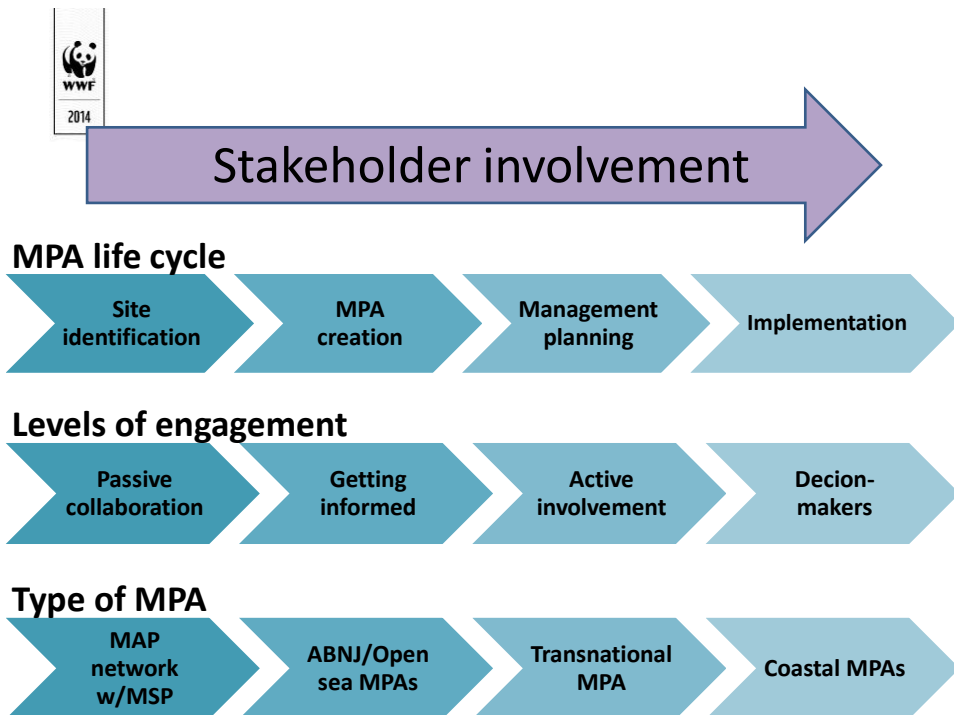 WWF
2014
Stakeholder involvement
MPA life cycle
Site
identification
MPA
creation
Management
planning
Implementation
Levels of engagement
Passive
collaboration
Getting
informed
Active
involvement
Decion-
makers
Type of MPA
MAP
network
w/MSP
ABNJ/Open
sea MPAs
Transnational
MPA
Coastal MPAs